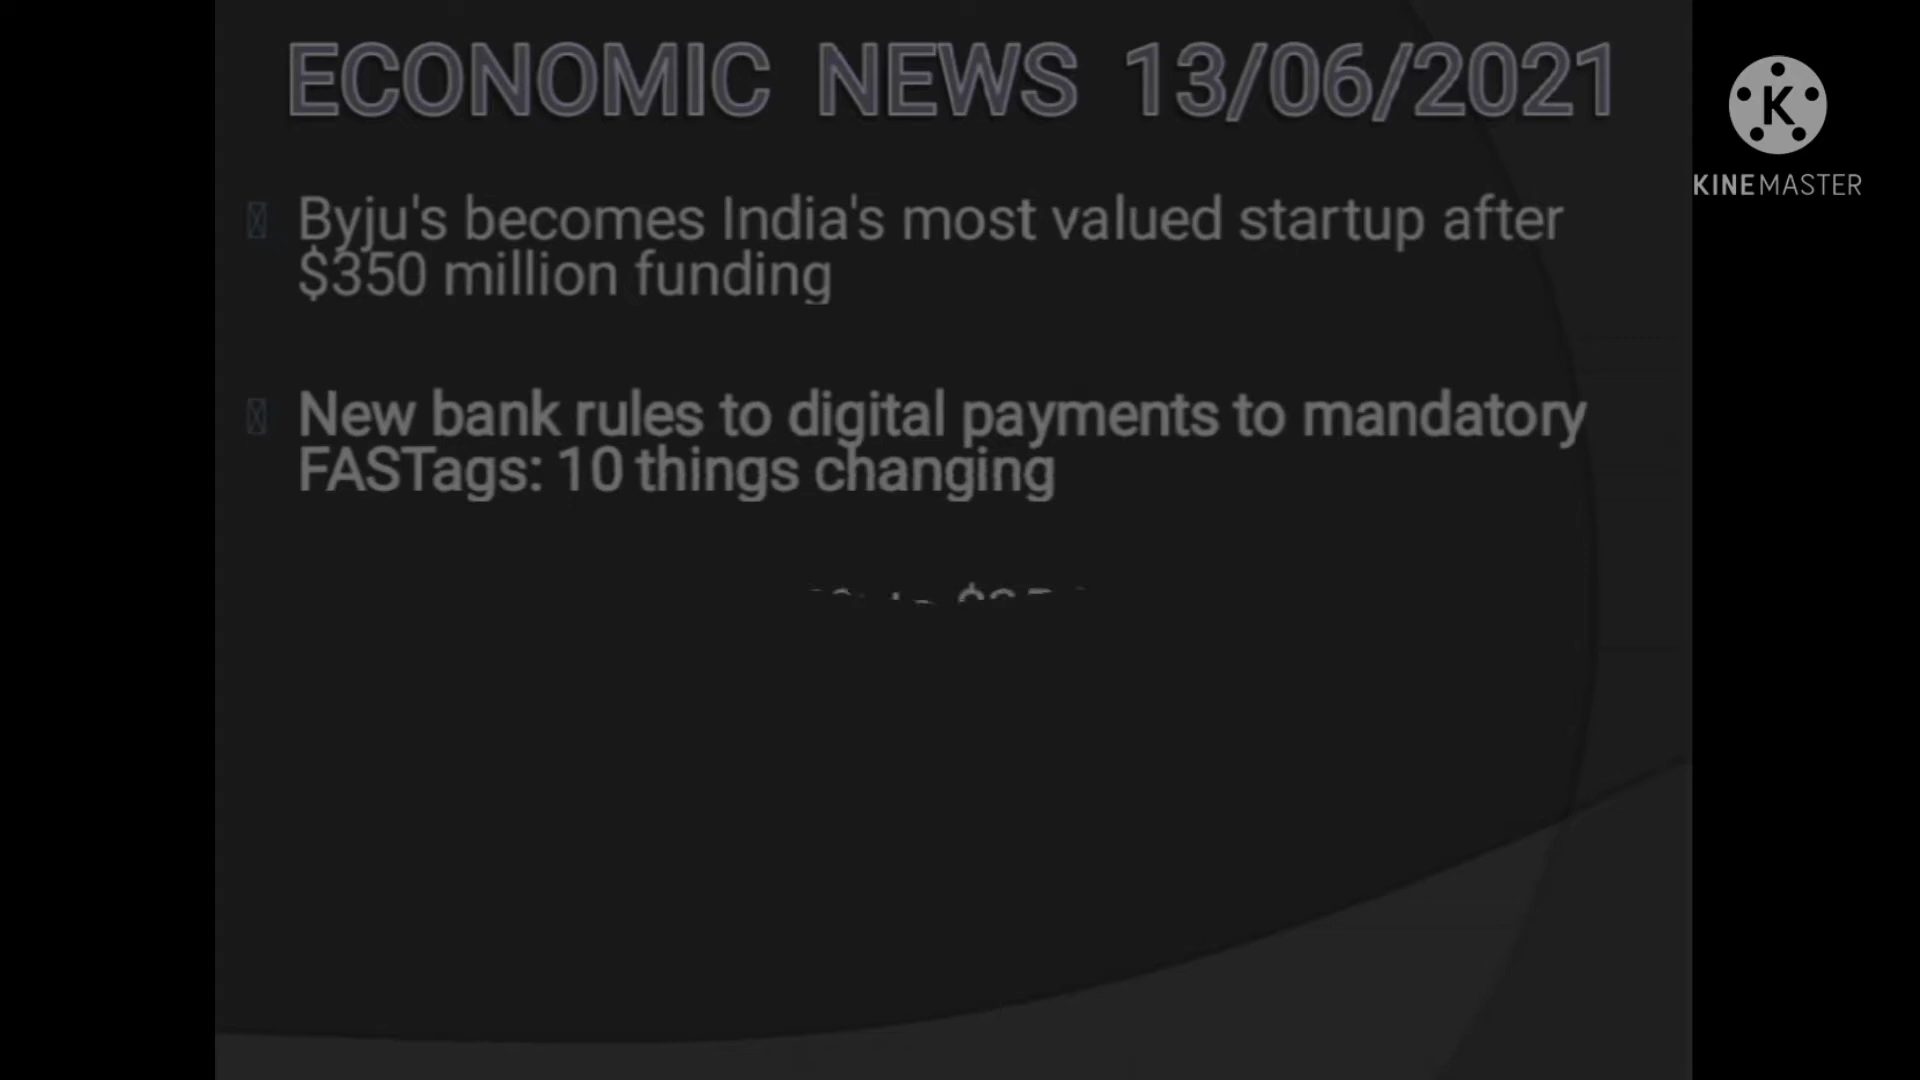 ECONOMIC NEWS 13/06/2021
KINEMASTER
Byju's becomes India's most valued startup after
$350 million funding
New bank rules to digital payments to mandatory
FASTags: 10 things changing